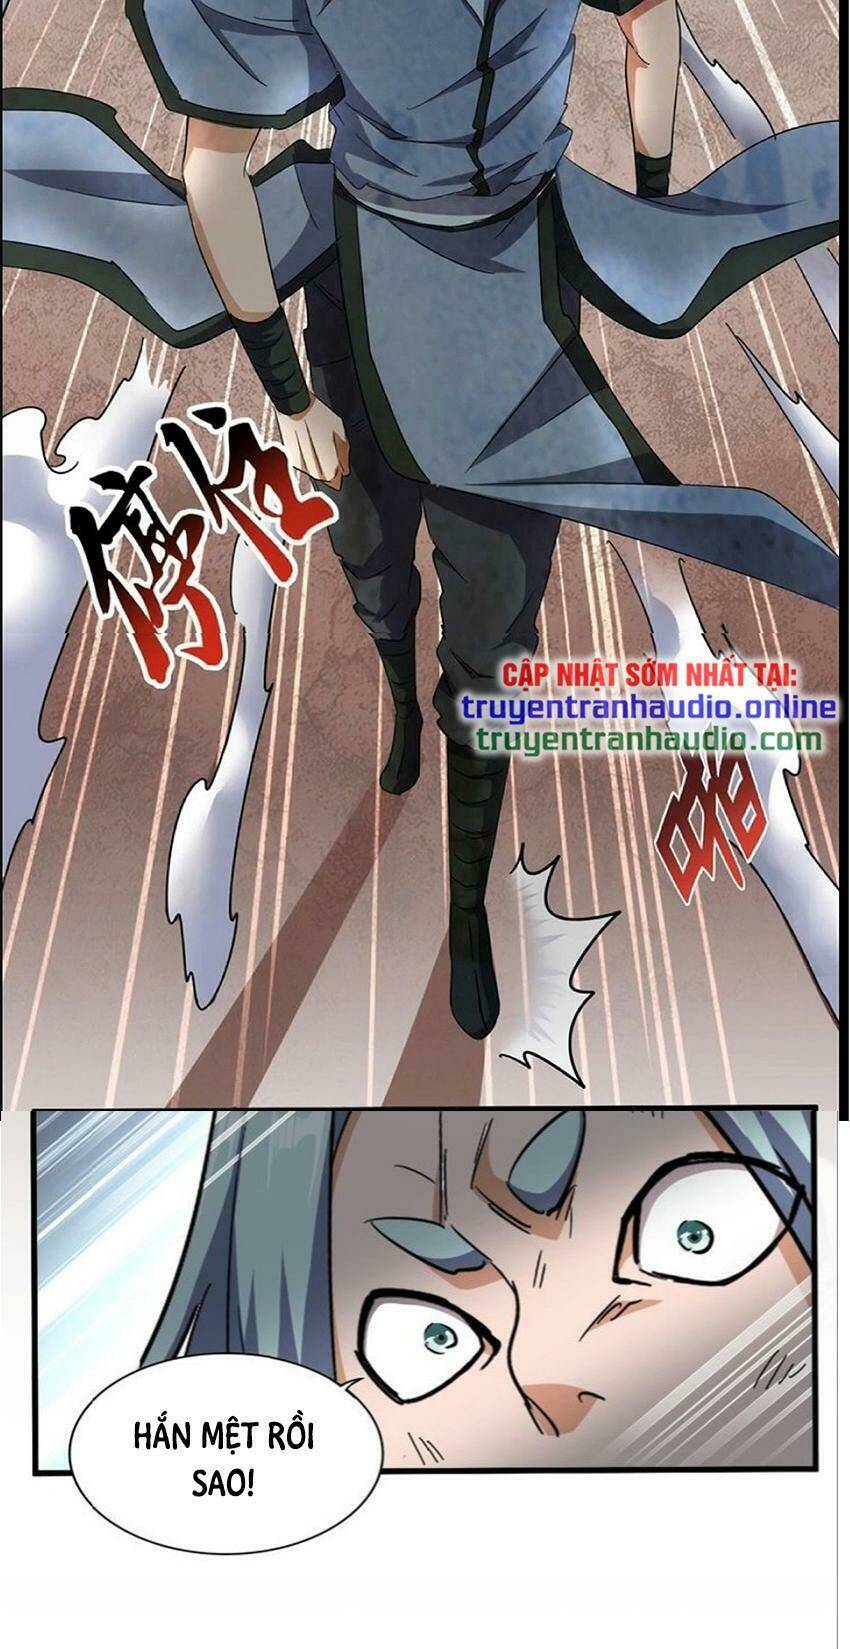 CẬP NHẬT SỚM NHẤT TẠI:
truyentranhaudio.online
truyentranhaudio.com
HẮN MỆT RỒI
SAO!